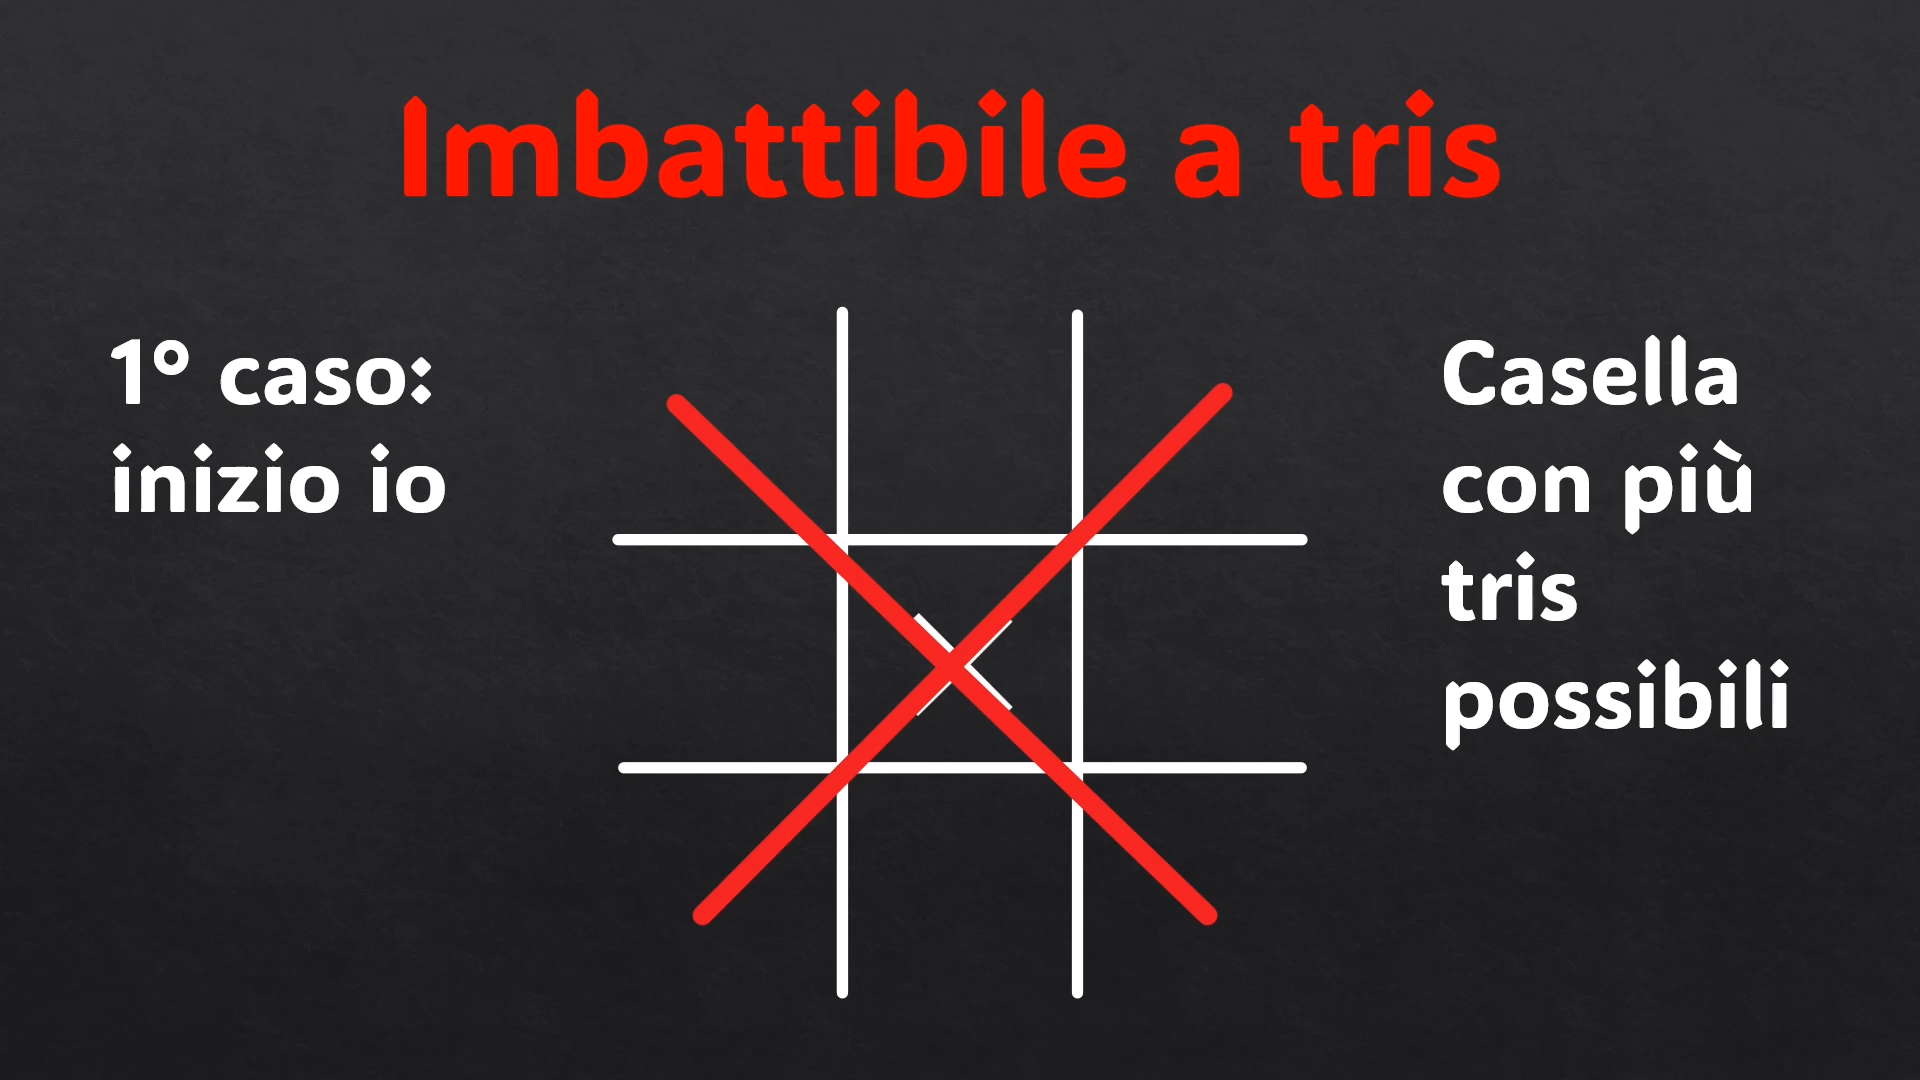 Imbattibile a tris
1° caso:
inizio io
Casella
con più
tris
possibili